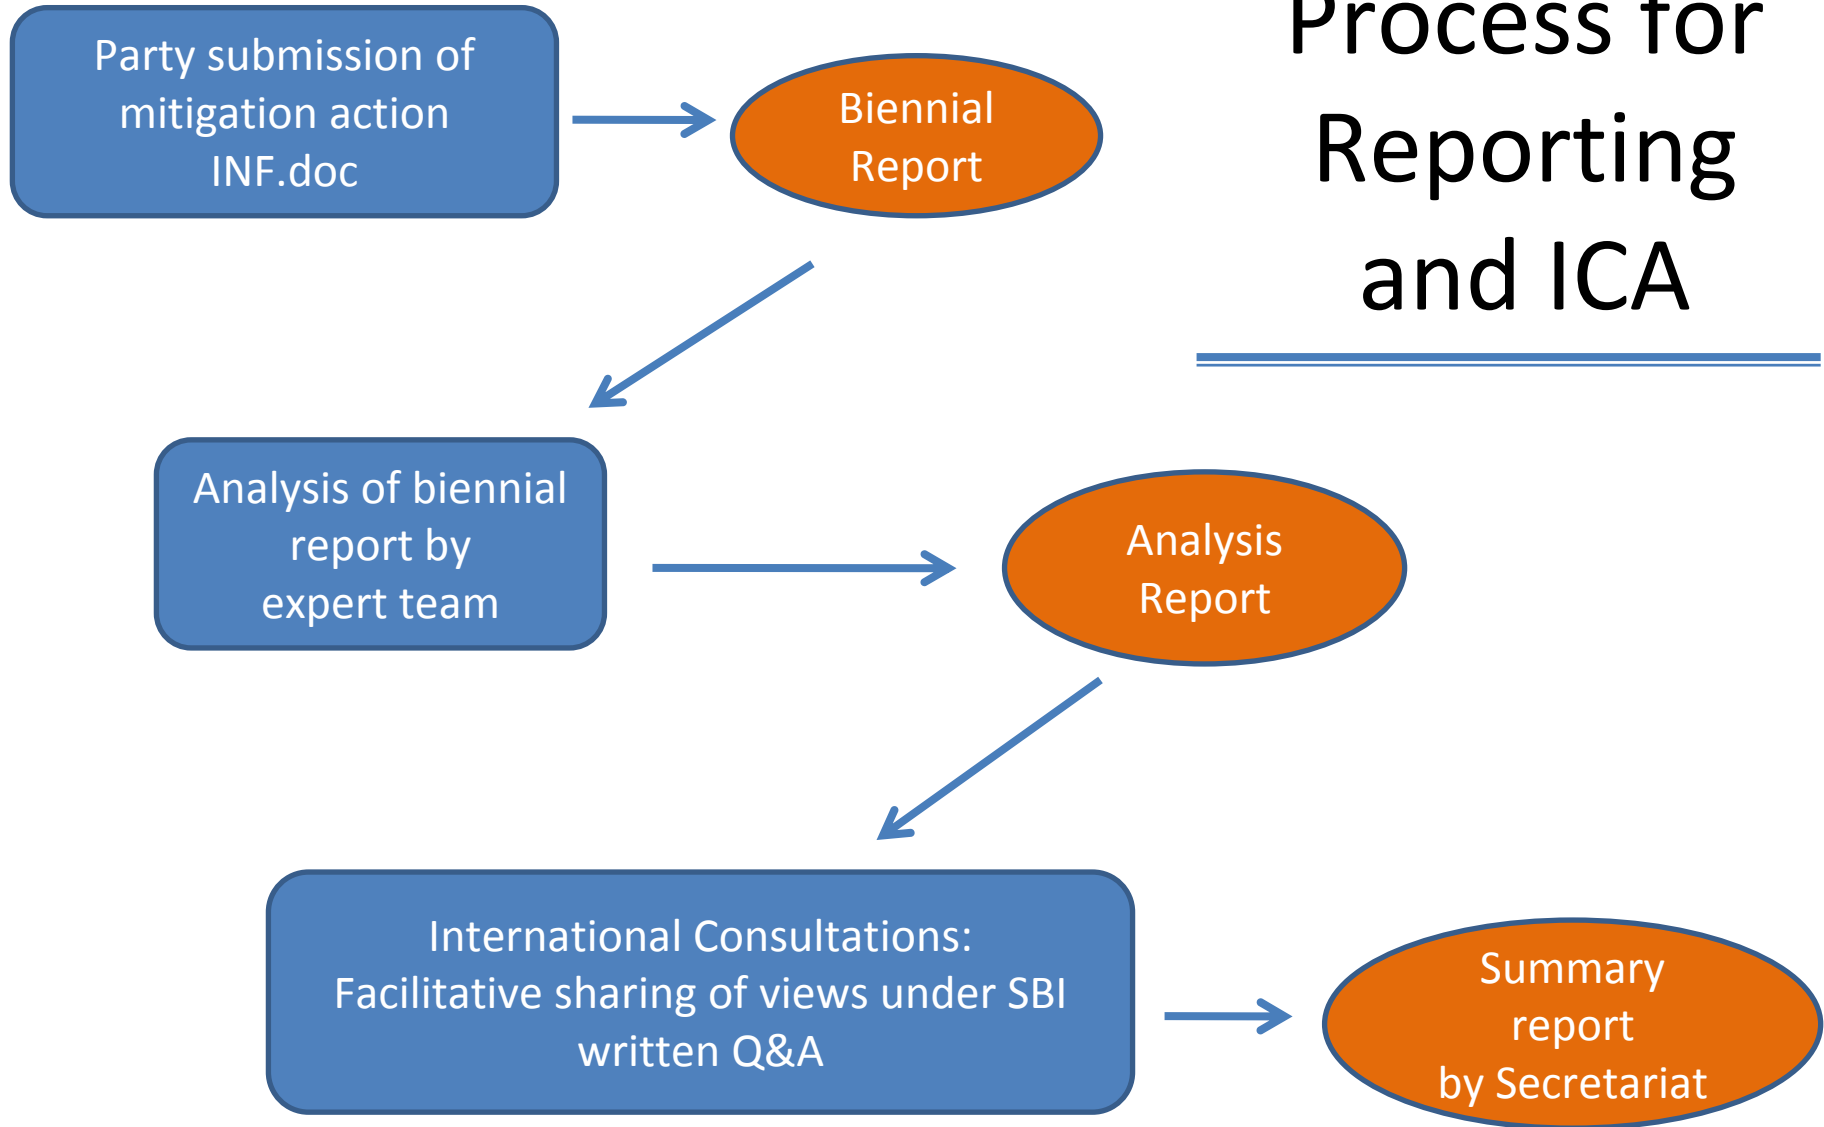 Process for
Reporting
and ICA
Party submission of
mitigation action
INF.doc
Biennial
Report
Analysis of biennial
report by
expert team
Analysis
Report
International Consultations:
Facilitative sharing of views under SBI
written Q&A
Summary
report
by Secretariat